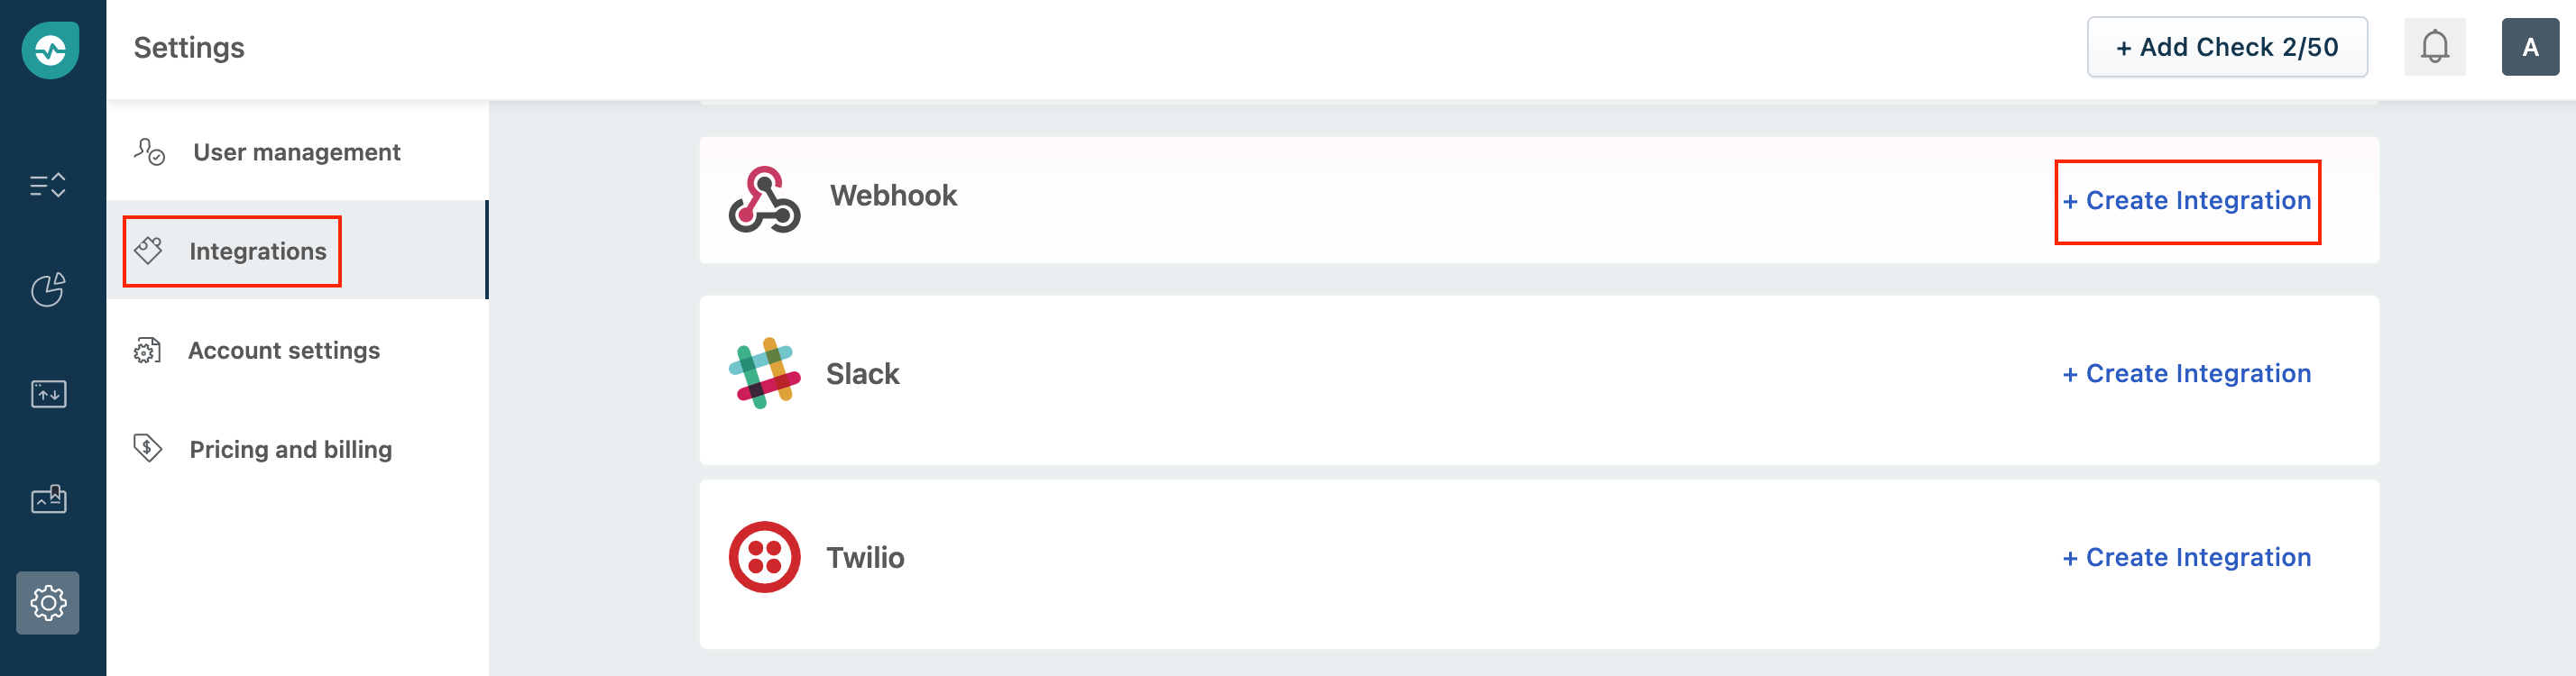 Settings
+ Add Check 2/50
A
User management
Integrations
Account settings
Pricing and billing
Webhook
+ Create Integration
Slack
+ Create Integration
Twilio
+ Create Integration